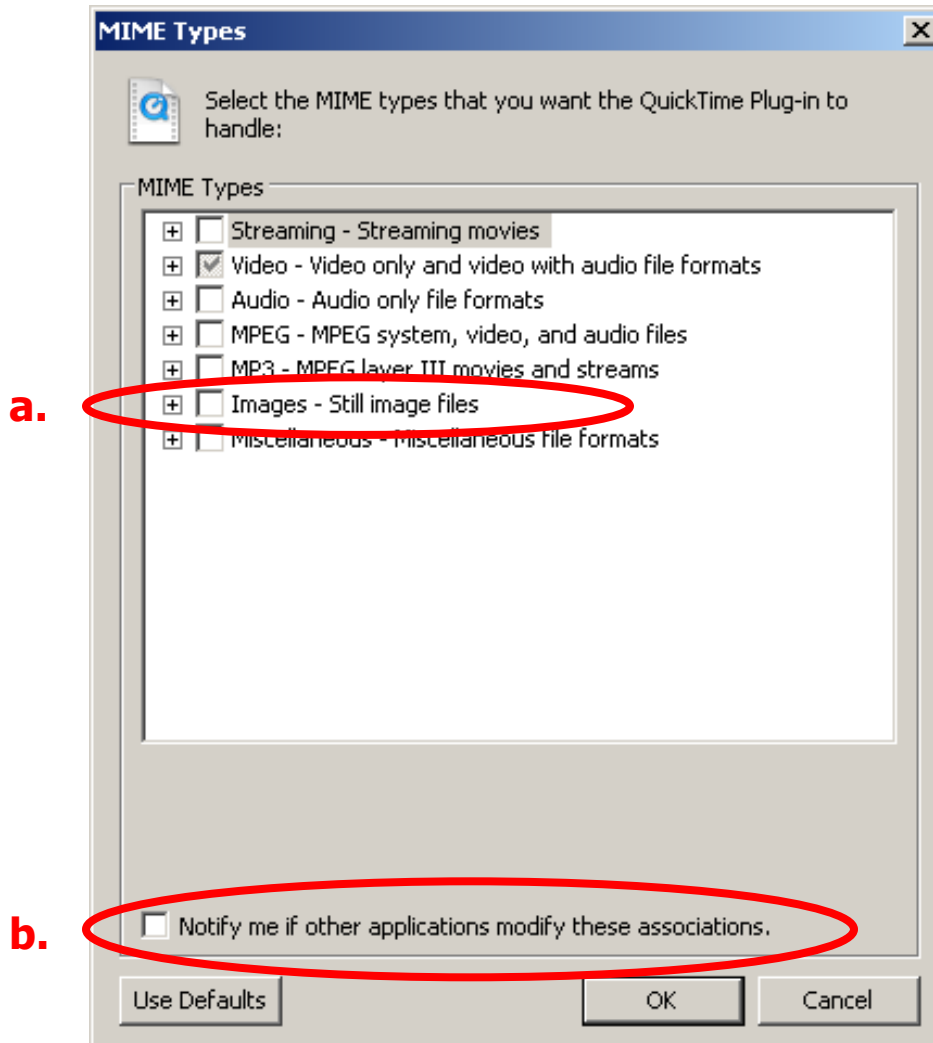 MIME Types
Select the MIME types that you want the QuickTime Plug-in to
handle:
MIME Types
Streaming - Streaming movies
Video - Video only and video with audio file formats
Audio - Audio only file formats
MPEG - MPEG system, video, and audio files
MP3 - MPEG layer III movies and streams
a. Images - Still image files
Miscellaneous - Miscellaneous file formats
b. Notify me if other applications modify these associations.
Use Defaults OK Cancel